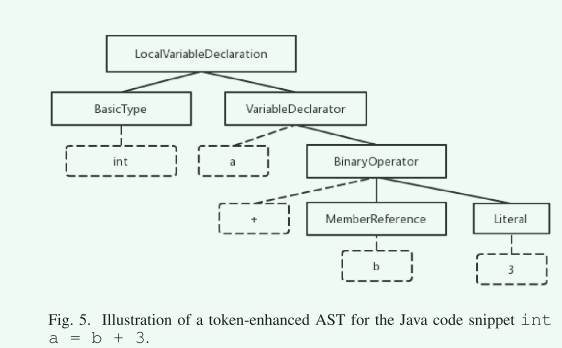 LocalVariableDeclaration
BasicType
VariableDeclarator
int
a
BinaryOperator
+
MemberReference
Literal
b
3
Fig. 5. Illustration of a token-enhanced AST for the Java code snippet int
a = b + 3.